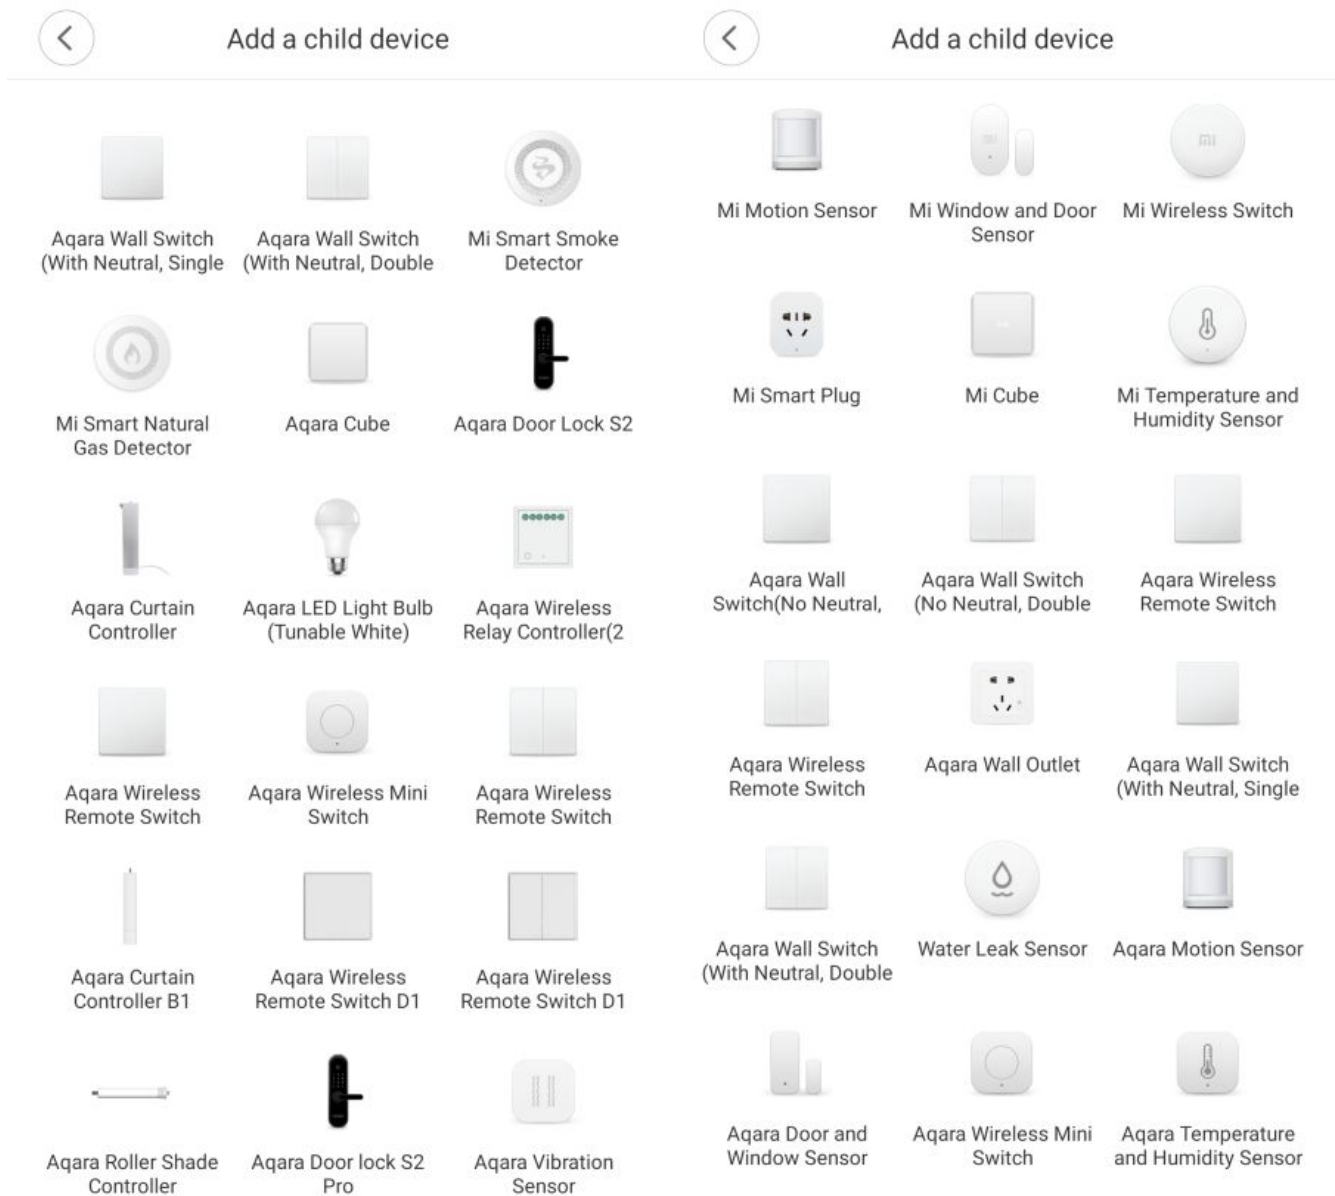 Add a child device
Aqara Wall Switch
(With Neutral, Single
Aqara Wall Switch
(With Neutral, Double
Mi Smart Smoke
Detector
Mi Smart Natural
Gas Detector
Aqara Cube
Aqara Door Lock S2
Aqara Curtain
Controller
Aqara LED Light Bulb
(Tunable White)
Aqara Wireless
Relay Controller(2
Aqara Wireless
Remote Switch
Aqara Wireless Mini
Switch
Aqara Wireless
Remote Switch
Aqara Curtain
Controller B1
Aqara Wireless
Remote Switch D1
Aqara Wireless
Remote Switch D1
Aqara Roller Shade
Controller
Aqara Door lock S2
Pro
Aqara Vibration
Sensor
Add a child device
Mi Motion Sensor
Mi Window and Door
Sensor
Mi Wireless Switch
Mi Smart Plug
Mi Cube
Mi Temperature and
Humidity Sensor
Aqara Wall
Switch(No Neutral,
Aqara Wall Switch
(No Neutral, Double
Aqara Wireless
Remote Switch
Aqara Wireless
Remote Switch
Aqara Wall Outlet
Aqara Wall Switch
(With Neutral, Single
Aqara Wall Switch
(With Neutral, Double
Water Leak Sensor
Aqara Motion Sensor
Aqara Door and
Window Sensor
Aqara Wireless Mini
Switch
Aqara Temperature
and Humidity Sensor